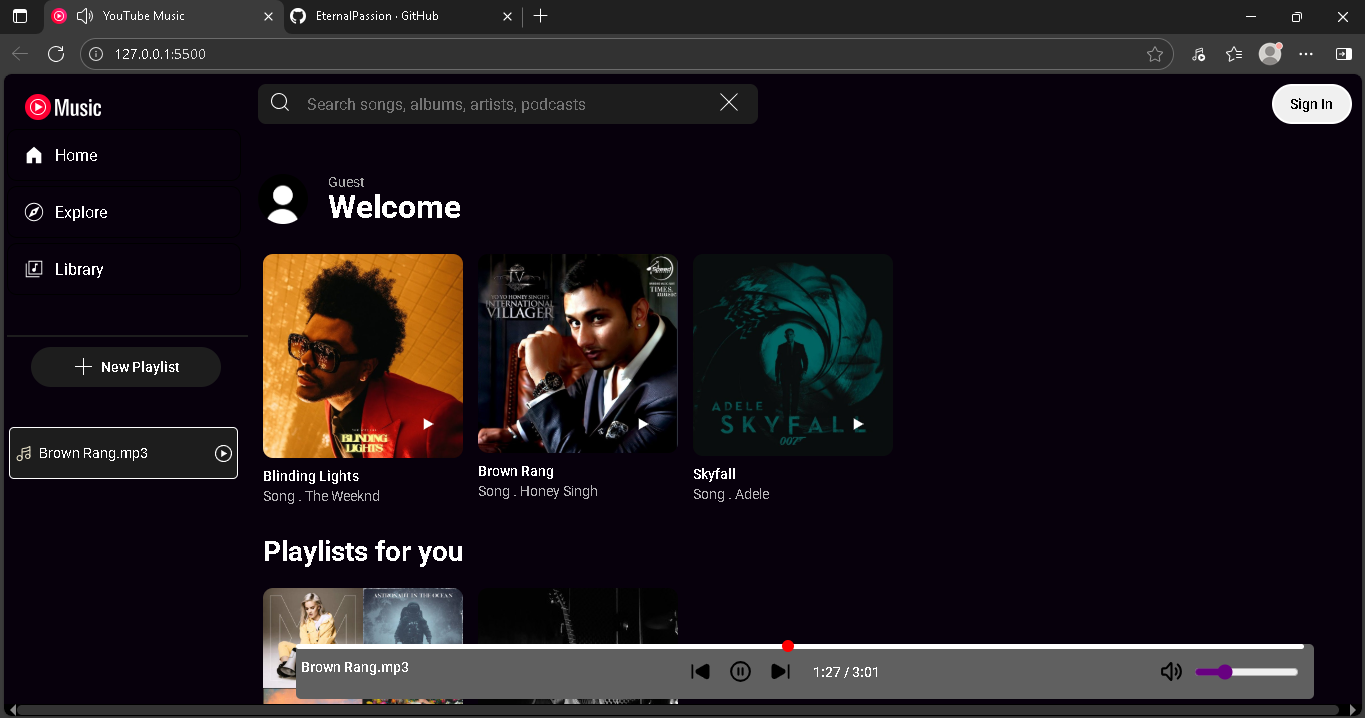 YouTube Music
EternalPassion · GitHub
127.0.0.1:5500
Music
Search songs, albums, artists, podcasts
Sign In
Home
Explore
Library
New Playlist
Brown Rang.mp3
Guest
Welcome
BLINDING
LIGHTS
IV
YO YO HONEY SINGH'S
INTERNATIONAL
VILLAGER
Speed
TIMES
ADELE
SKYFALL
007
Blinding Lights
Song . The Weeknd
Brown Rang
Song . Honey Singh
Skyfall
Song . Adele
Playlists for you
M
ASTRONAUT IN THE OCEAN
Brown Rang.mp3
1:27 / 3:01